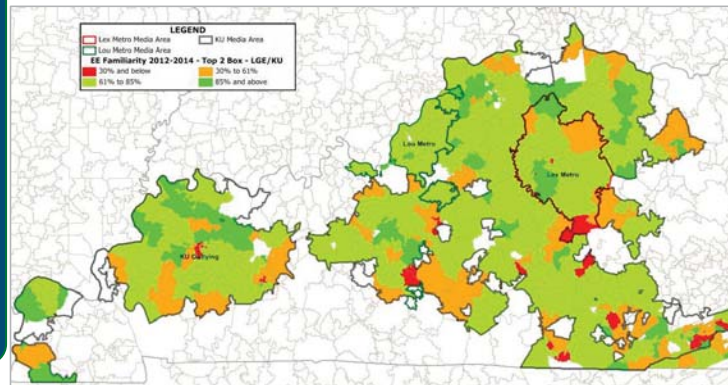 LEGEND
Lex Metro Media Area
KU Media Area
Lou Metro Media Area
EE Familiarity 2012-2014 - Top 2 Box - LGE/KU
30% and below
30% to 61%
61% to 85%
85% and above
Lou Metro
Lex Metro